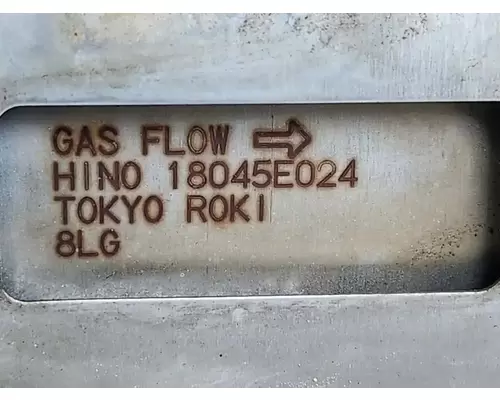 GAS FLOW ⇨
HINO 18045E024
TOKYO ROKI
8LG